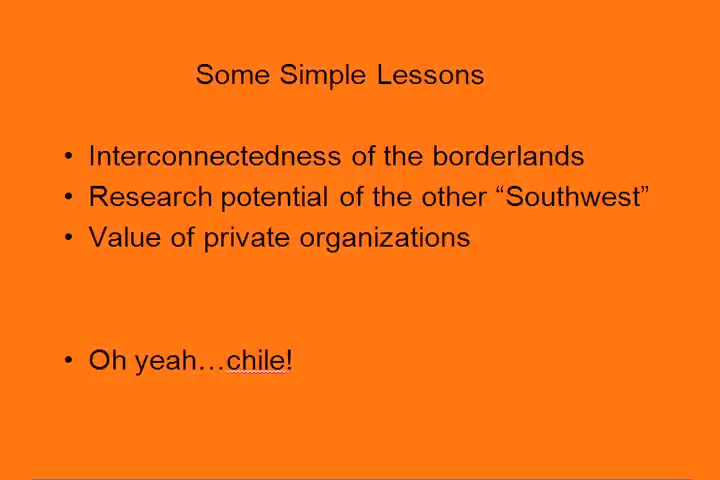 Some Simple Lessons
• Interconnectedness of the borderlands
• Research potential of the other “Southwest”
• Value of private organizations
• Oh yeah…chile!